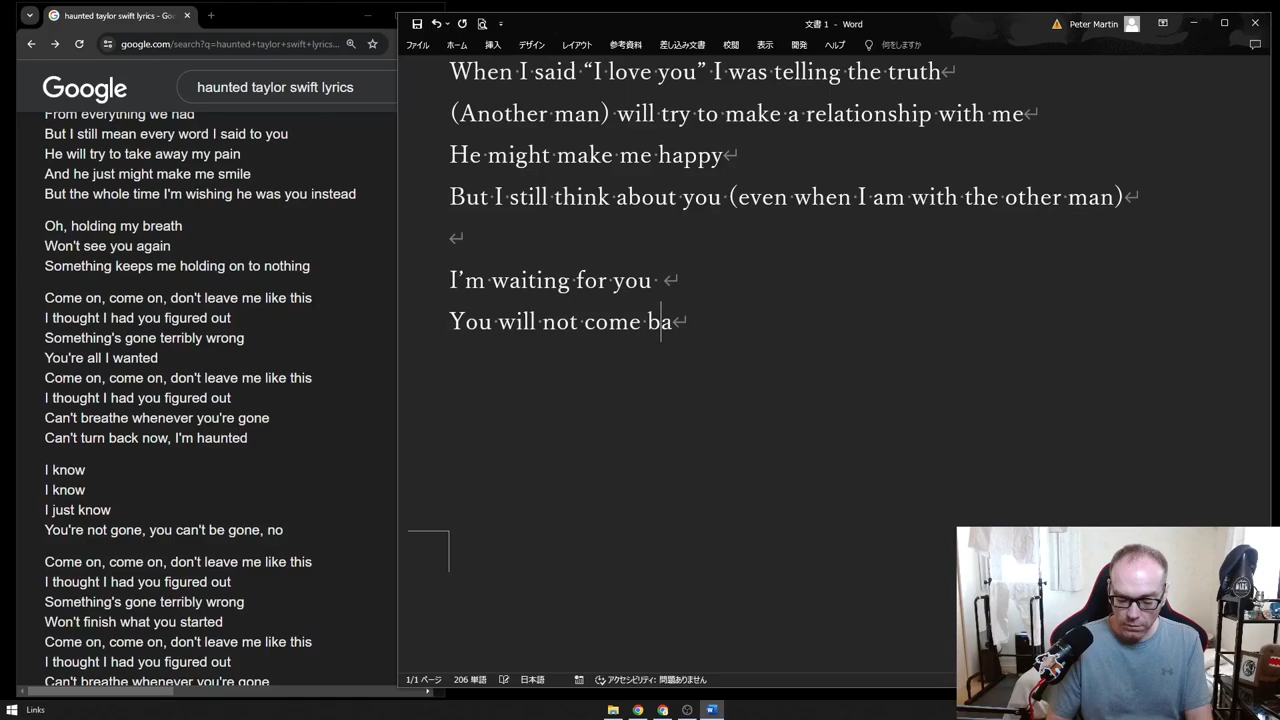 haunted taylor swift lyrics - Goo
google.com/search?q=haunted+taylor+swift+lyrics...
Google
haunted taylor swift lyrics
From everything we had
But I still mean every word I said to you
He will try to take away my pain
And he just might make me smile
But the whole time I'm wishing he was you instead
Oh, holding my breath
Won't see you again
Something keeps me holding on to nothing
Come on, come on, don't leave me like this
I thought I had you figured out
Something's gone terribly wrong
You're all I wanted
Come on, come on, don't leave me like this
I thought I had you figured out
Can't breathe whenever you're gone
Can't turn back now, I'm haunted
I know
I know
I just know
You're not gone, you can't be gone, no
Come on, come on, don't leave me like this
I thought I had you figured out
Something's gone terribly wrong
Won't finish what you started
Come on, come on, don't leave me like this
I thought I had you figured out
Can't breathe whenever you're gone
文書 1 - Word
Peter Martin
ファイル ホーム 挿入 デザイン レイアウト 参考資料 差し込み文書 校閲 表示 開発 ヘルプ 何をしますか
When I said “I love you” I was telling the truth
(Another man) will try to make a relationship with me
He might make me happy
But I still think about you (even when I am with the other man)
I’m waiting for you
You will not come ba
1/1 ページ 206 単語 日本語 アクセシビリティ: 問題ありません
Links